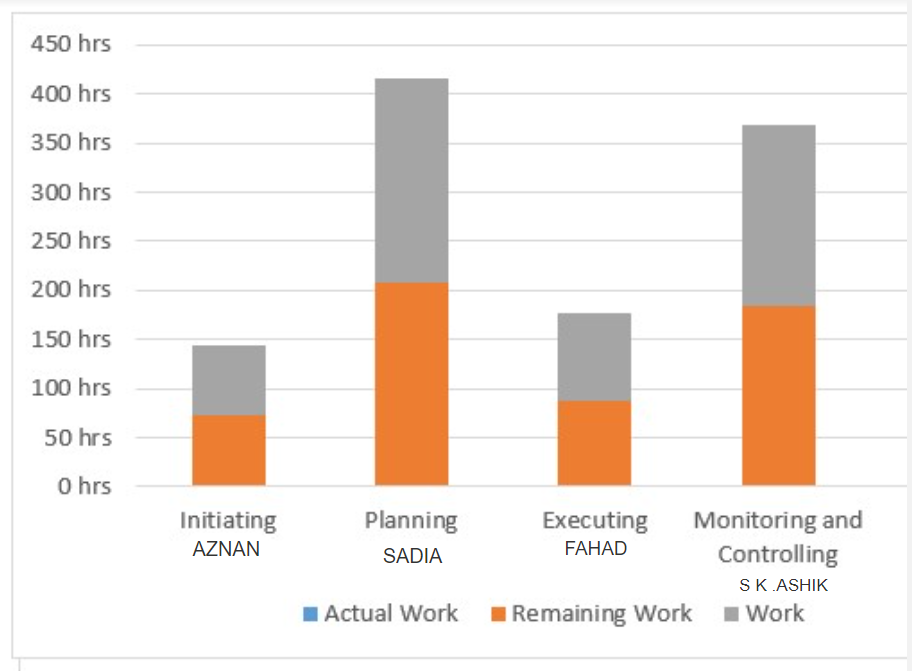 450 hrs
400 hrs
350 hrs
300 hrs
250 hrs
200 hrs
150 hrs
100 hrs
50 hrs
0 hrs
Initiating
AZNAN
Planning
SADIA
Executing
FAHAD
Monitoring and
Controlling
S K .ASHIK
Actual Work
Remaining Work
Work